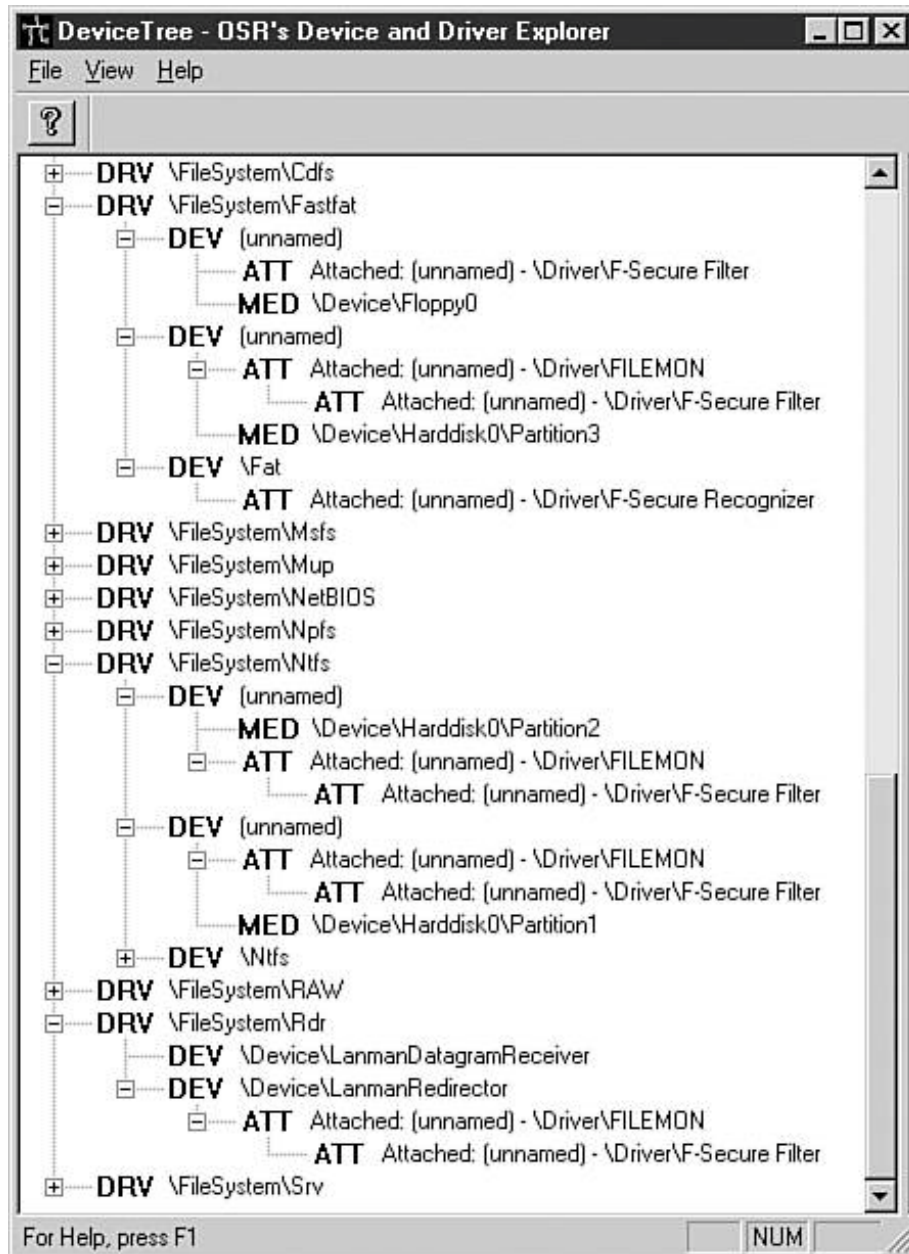 DeviceTree - OSR's Device and Driver Explorer
File View Help
DRV \FileSystem\Cdfs
DRV \FileSystem\Fastfat
DEV (unnamed)
ATT Attached: (unnamed) - \Driver\F-Secure Filter
MED \Device\Floppy0
DEV (unnamed)
ATT Attached: (unnamed) - \Driver\FILEMON
ATT Attached: (unnamed) - \Driver\F-Secure Filter
MED \Device\Harddisk0\Partition3
DEV \Fat
ATT Attached: (unnamed) - \Driver\F-Secure Recognizer
DRV \FileSystem\Msfs
DRV \FileSystem\Mup
DRV \FileSystem\NetBIOS
DRV \FileSystem\Npfs
DRV \FileSystem\Ntfs
DEV (unnamed)
MED \Device\Harddisk0\Partition2
ATT Attached: (unnamed) - \Driver\FILEMON
ATT Attached: (unnamed) - \Driver\F-Secure Filter
DEV (unnamed)
ATT Attached: (unnamed) - \Driver\FILEMON
ATT Attached: (unnamed) - \Driver\F-Secure Filter
MED \Device\Harddisk0\Partition1
DEV \Ntfs
DRV \FileSystem\RAW
DRV \FileSystem\Rdr
DEV \Device\LanmanDatagramReceiver
DEV \Device\LanmanRedirector
ATT Attached: (unnamed) - \Driver\FILEMON
ATT Attached: (unnamed) - \Driver\F-Secure Filter
DRV \FileSystem\Srv
For Help, press F1 NUM